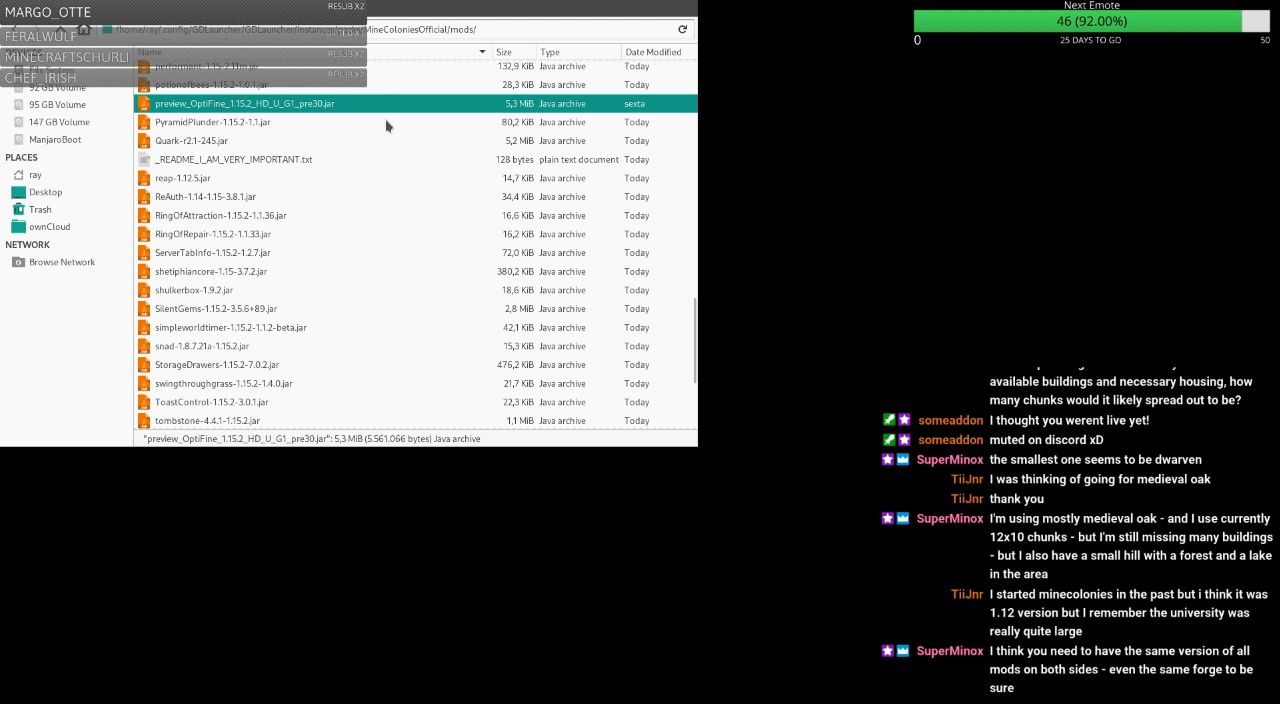 MARGO_OTTE
RESUB X2
FERALWULF
MINECRAFTSCHURLI
RESUB X2
CHEF_IRISH
RESUB X2
/home/ray/.config/GDLauncher/GDLauncher/instances/
MineColoniesOfficial/mods/
Name Size Type Date Modified
performant-1.15-2.11m.jar 132,9 KiB Java archive Today
92 GB Volume
potionofbees-1.15.2-1.0.1.jar 28,3 KiB Java archive Today
95 GB Volume
preview_OptiFine_1.15.2_HD_U_G1_pre30.jar 5,3 MiB Java archive sexta
147 GB Volume
PyramidPlunder-1.15.2-1.1.jar 80,2 KiB Java archive Today
ManjaroBoot
Quark-r2.1-245.jar 5,2 MiB Java archive Today
PLACES
_README_I_AM_VERY_IMPORTANT.txt 128 bytes plain text document Today
ray
reap-1.12.5.jar 14,7 KiB Java archive Today
Desktop
ReAuth-1.14-1.15-3.8.1.jar 34,4 KiB Java archive Today
Trash
RingOfAttraction-1.15.2-1.1.36.jar 16,6 KiB Java archive Today
ownCloud
RingOfRepair-1.15.2-1.1.33.jar 16,2 KiB Java archive Today
NETWORK
ServerTabInfo-1.15.2-1.2.7.jar 72,0 KiB Java archive Today
Browse Network
shetiphiancore-1.15-3.7.2.jar 380,2 KiB Java archive Today
shulkerbox-1.9.2.jar 18,6 KiB Java archive Today
SilentGems-1.15.2-3.5.6+89.jar 2,8 MiB Java archive Today
simpleworldtimer-1.15.2-1.1.2-beta.jar 42,1 KiB Java archive Today
snad-1.8.7.21a-1.15.2.jar 15,3 KiB Java archive Today
StorageDrawers-1.15.2-7.0.2.jar 476,2 KiB Java archive Today
swingthroughgrass-1.15.2-1.4.0.jar 21,7 KiB Java archive Today
ToastControl-1.15.2-3.0.1.jar 22,3 KiB Java archive Today
tombstone-4.4.1-1.15.2.jar 1,1 MiB Java archive Today
"preview_OptiFine_1.15.2_HD_U_G1_pre30.jar": 5,3 MiB (5.561.066 bytes) Java archive
Next Emote
46 (92.00%)
0 25 DAYS TO GO 50
available buildings and necessary housing, how
many chunks would it likely spread out to be?
someaddon I thought you werent live yet!
someaddon muted on discord xD
SuperMinox the smallest one seems to be dwarven
TiiJnr I was thinking of going for medieval oak
TiiJnr thank you
SuperMinox I'm using mostly medieval oak - and I use currently
12x10 chunks - but I'm still missing many buildings
- but I also have a small hill with a forest and a lake
in the area
TiiJnr I started minecolonies in the past but i think it was
1.12 version but I remember the university was
really quite large
SuperMinox I think you need to have the same version of all
mods on both sides - even the same forge to be
sure